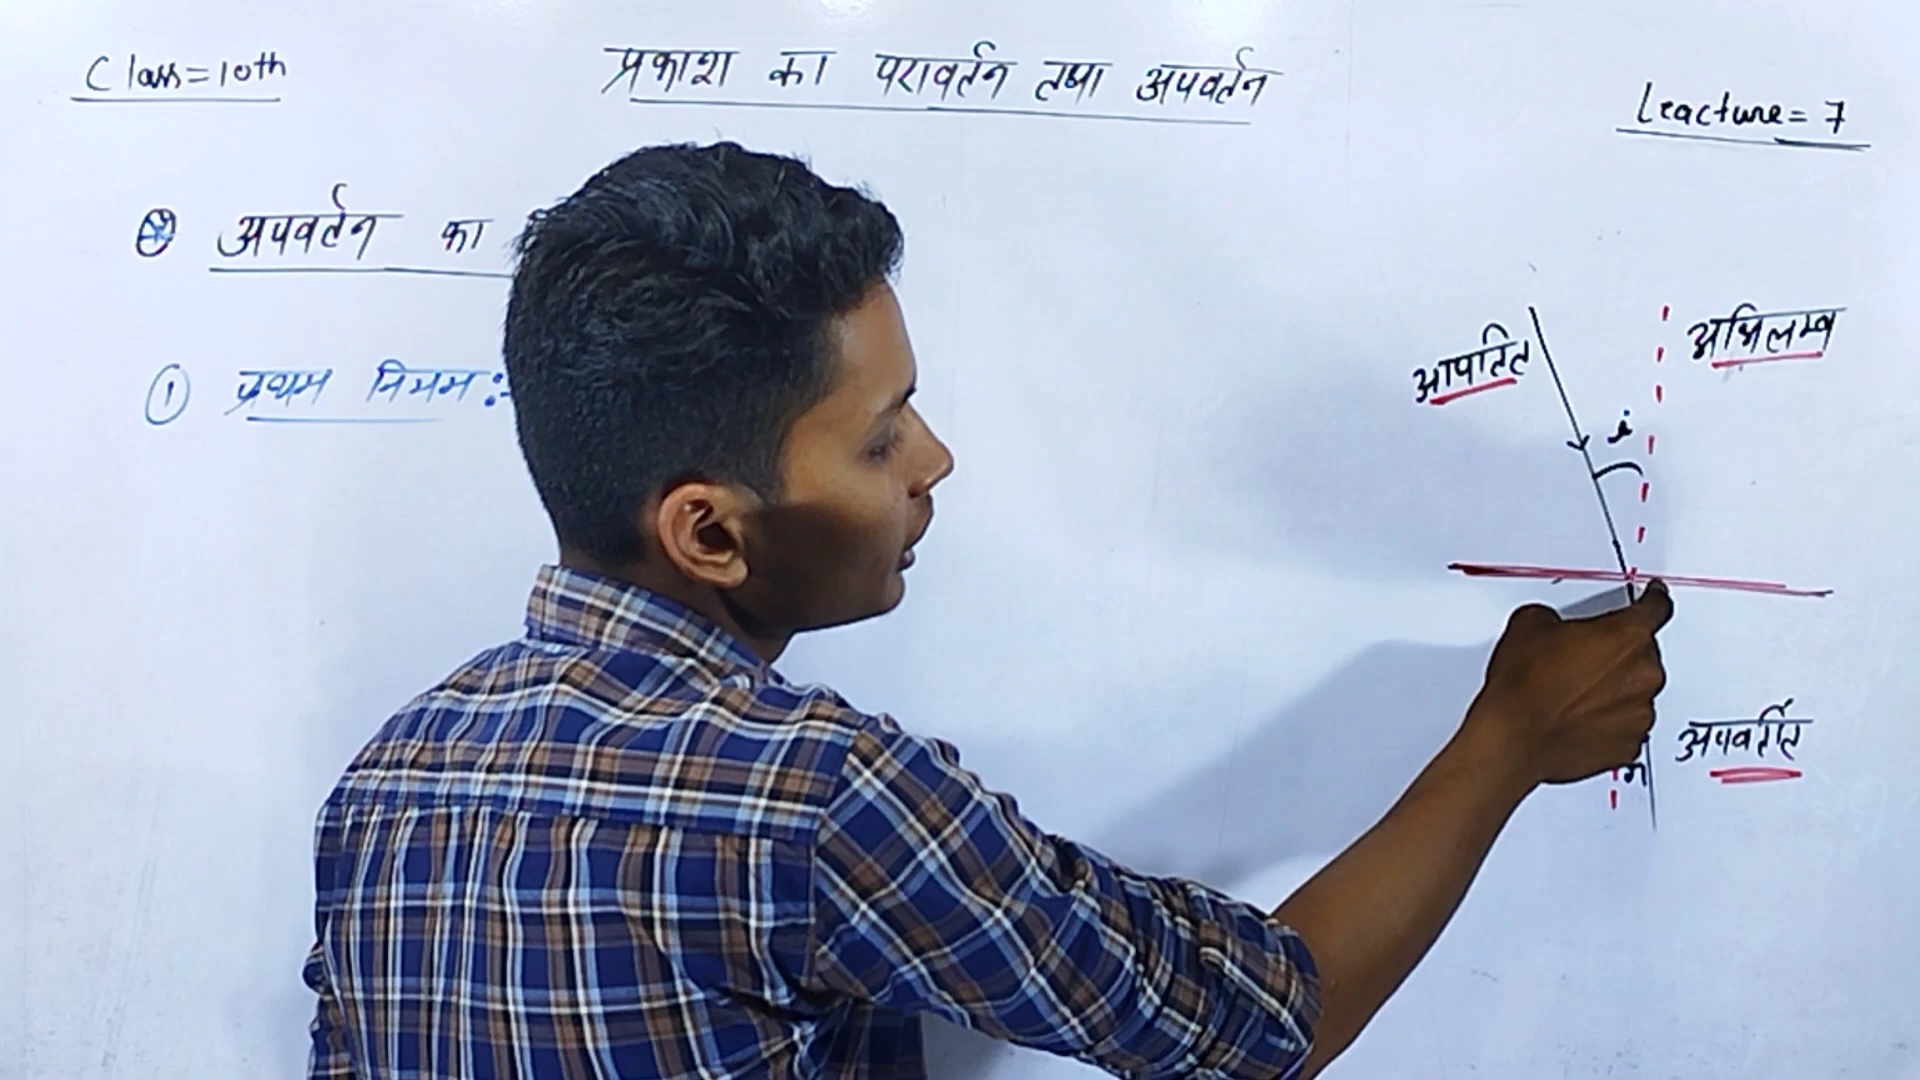 Class=10th
प्रकाश का परावर्तन तथा अपवर्तन
Leacture=7
अपवर्तन का
① प्रथम नियम:-
आपतित
अभिलम्ब
i
अपवर्तित
r